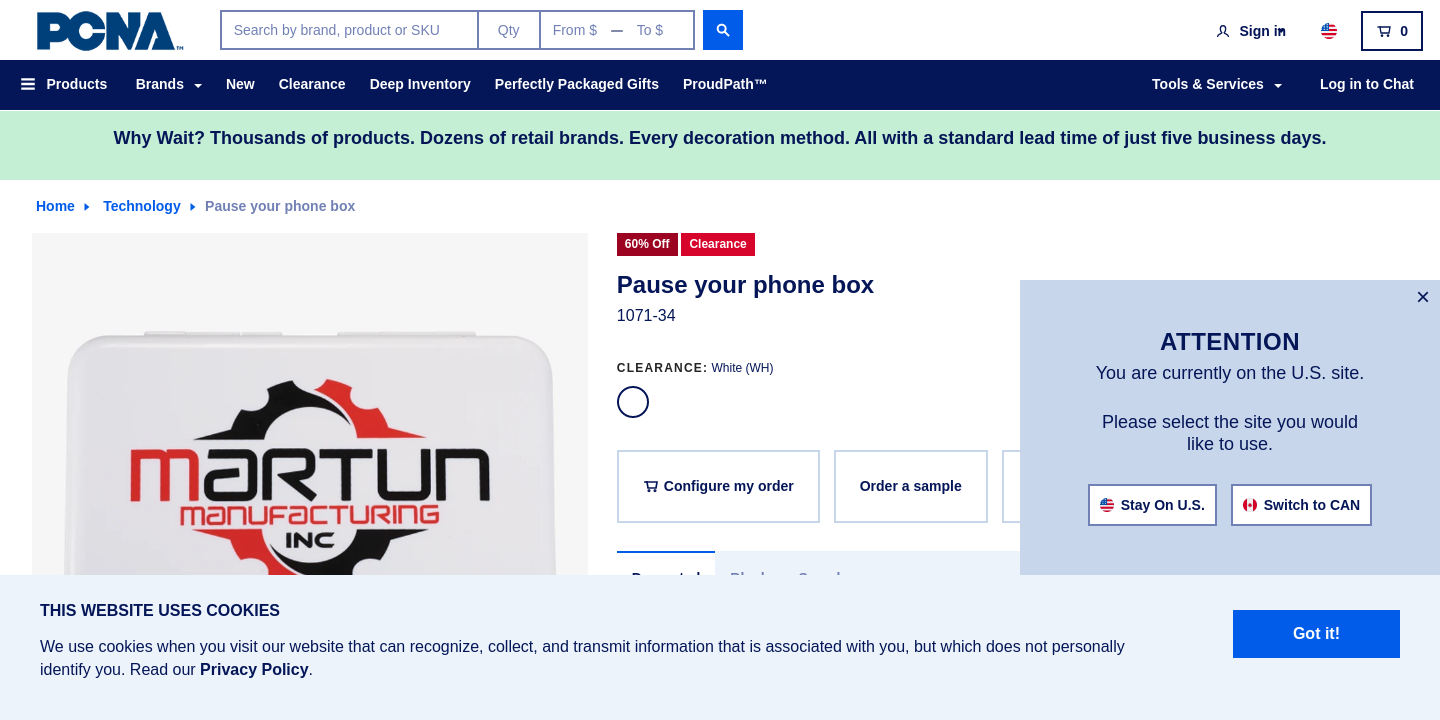 PCNA™
Search by brand, product or SKU Qty From $ — To $
Sign in
0
Products Brands New Clearance Deep Inventory Perfectly Packaged Gifts ProudPath™ Tools & Services Log in to Chat
Why Wait? Thousands of products. Dozens of retail brands. Every decoration method. All with a standard lead time of just five business days.
Home Technology Pause your phone box
60% Off Clearance
Pause your phone box
1071-34
CLEARANCE: White (WH)
Configure my order Order a sample
MARTUN
MANUFACTURING
INC
×
ATTENTION
You are currently on the U.S. site.
Please select the site you would
like to use.
Stay On U.S. Switch to CAN
THIS WEBSITE USES COOKIES
We use cookies when you visit our website that can recognize, collect, and transmit information that is associated with you, but which does not personally
identify you. Read our Privacy Policy.
Got it!